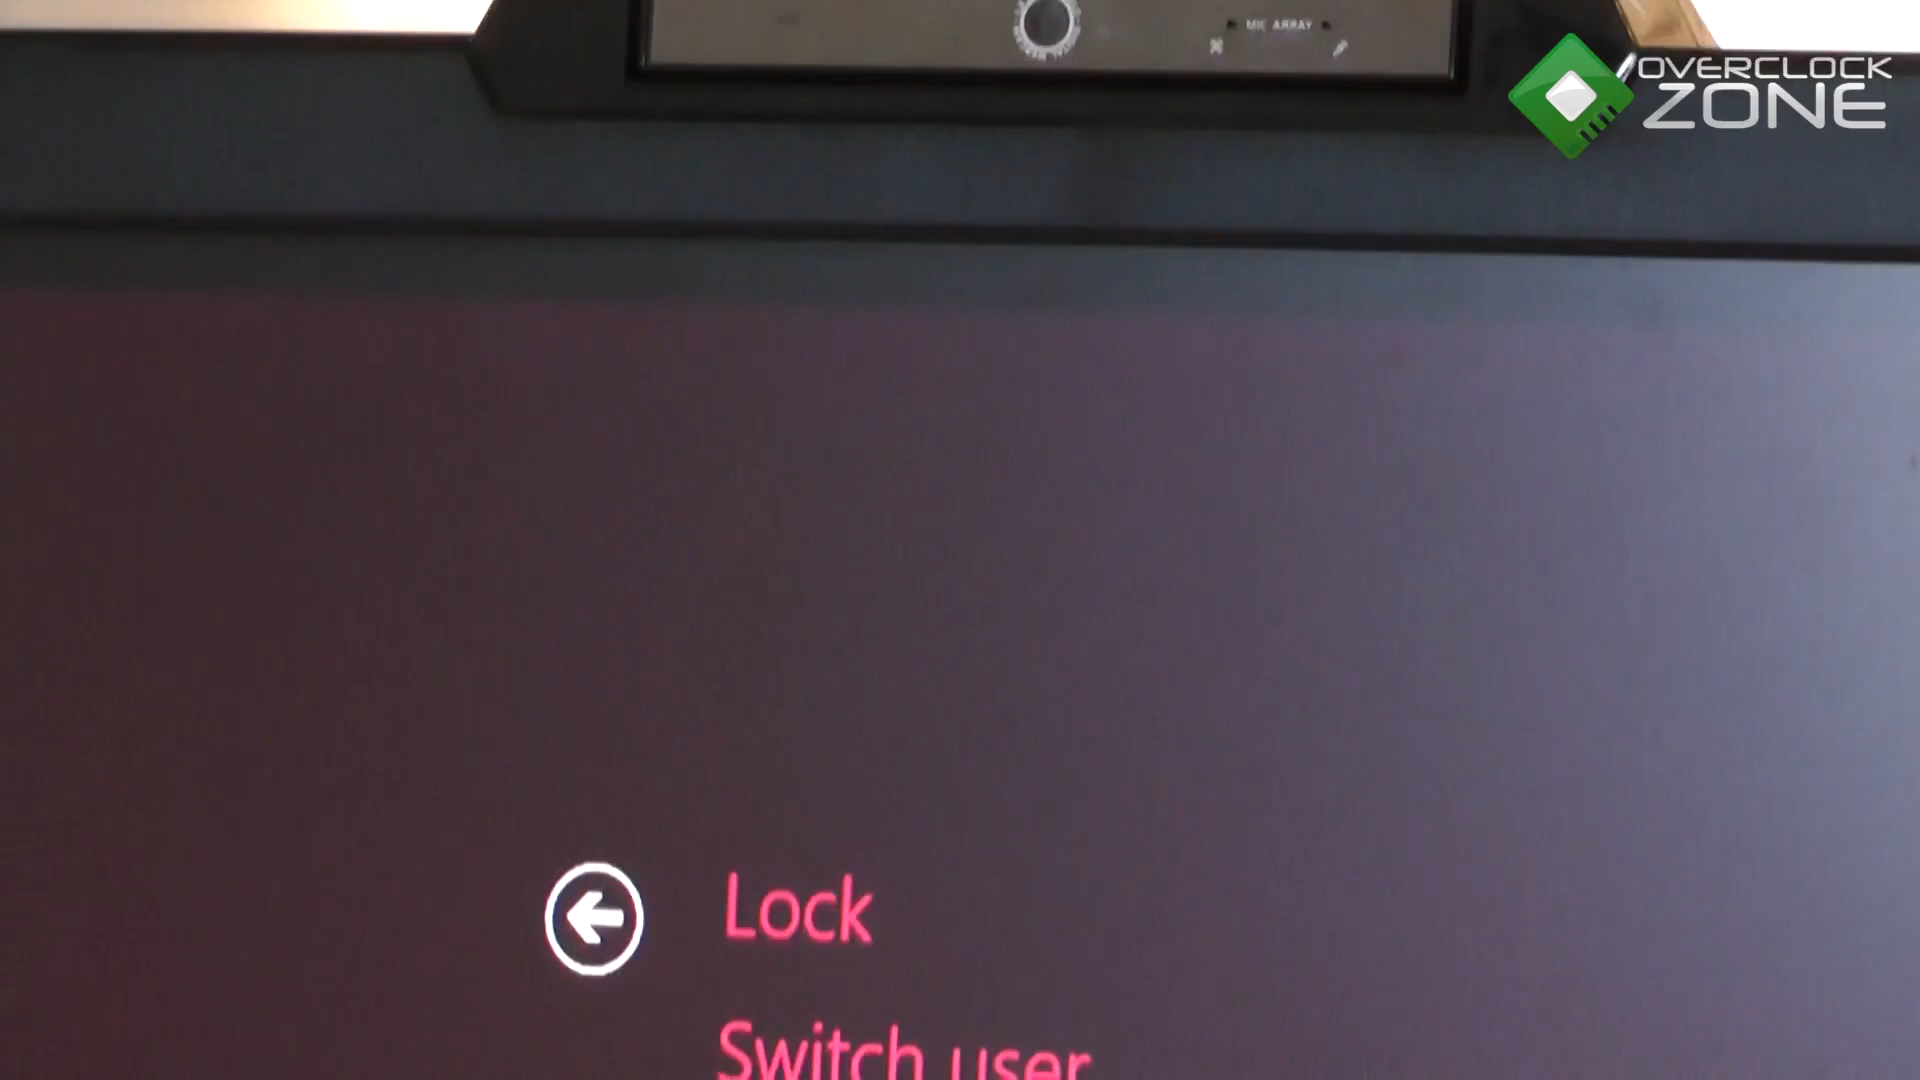 MIC ARRAY
OVERCLOCK
ZONE
Lock
Switch user